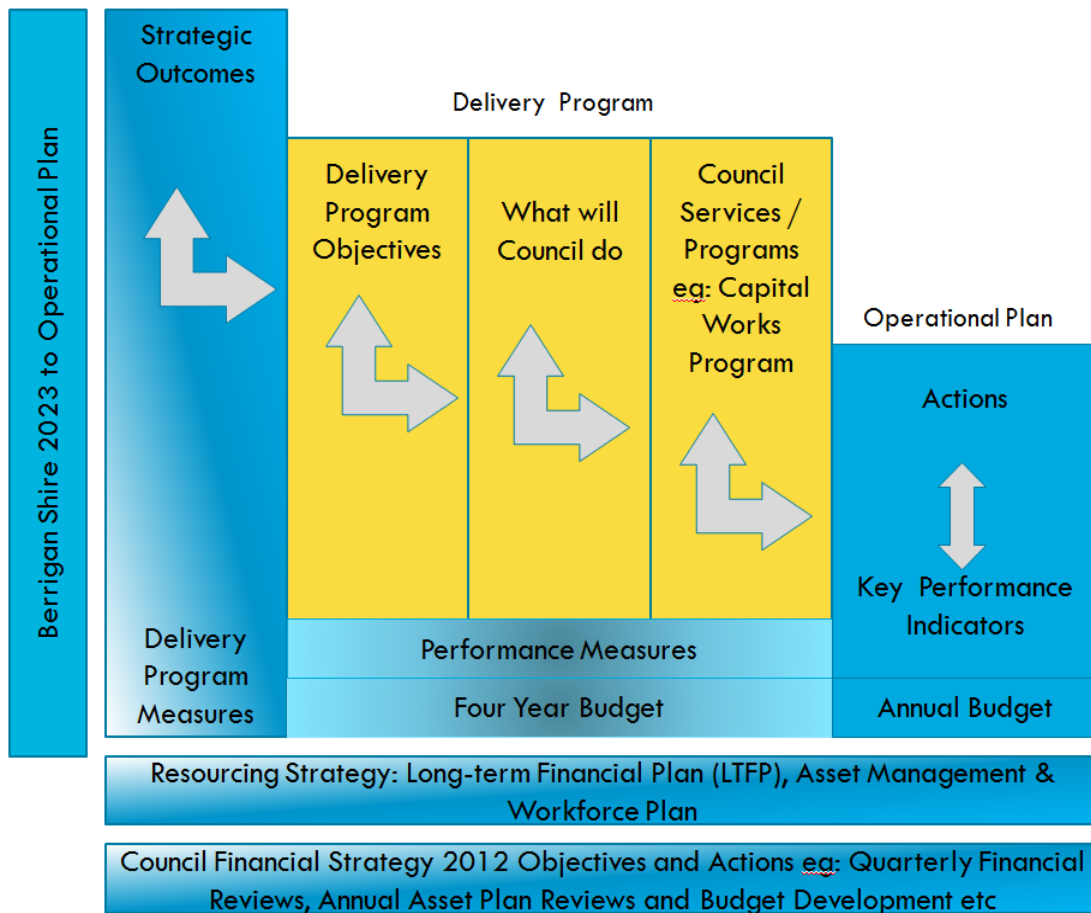 Berrigan Shire 2023 to Operational Plan
Strategic
Outcomes
Delivery
Program
Measures
Delivery Program
Delivery
Program
Objectives
What will
Council do
Council
Services /
Programs
eg: Capital
Works
Program
Performance Measures
Four Year Budget
Operational Plan
Actions
Key Performance
Indicators
Annual Budget
Resourcing Strategy: Long-term Financial Plan (LTFP), Asset Management &
Workforce Plan
Council Financial Strategy 2012 Objectives and Actions eg: Quarterly Financial
Reviews, Annual Asset Plan Reviews and Budget Development etc